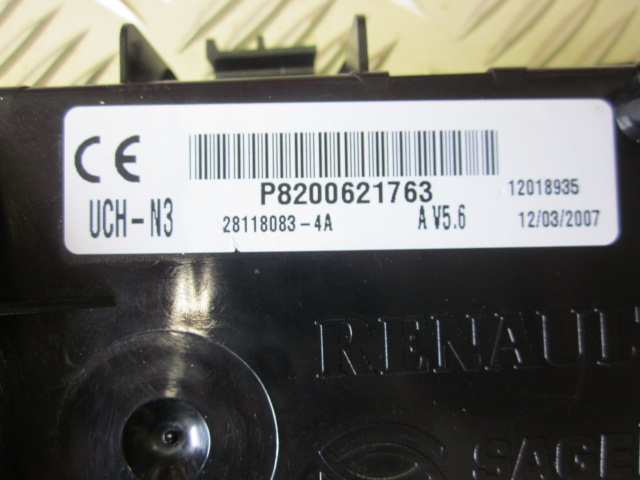 CE
P8200621763
12018935
UCH-N3
28118083-4A
A V5.6
12/03/2007
RENAUL
SAGE